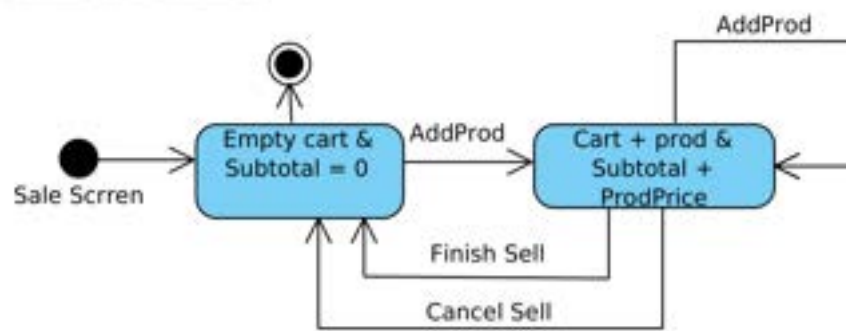 AddProd
Empty cart &
Subtotal = 0
AddProd
Cart + prod &
Subtotal +
ProdPrice
Sale Scrren
Finish Sell
Cancel Sell